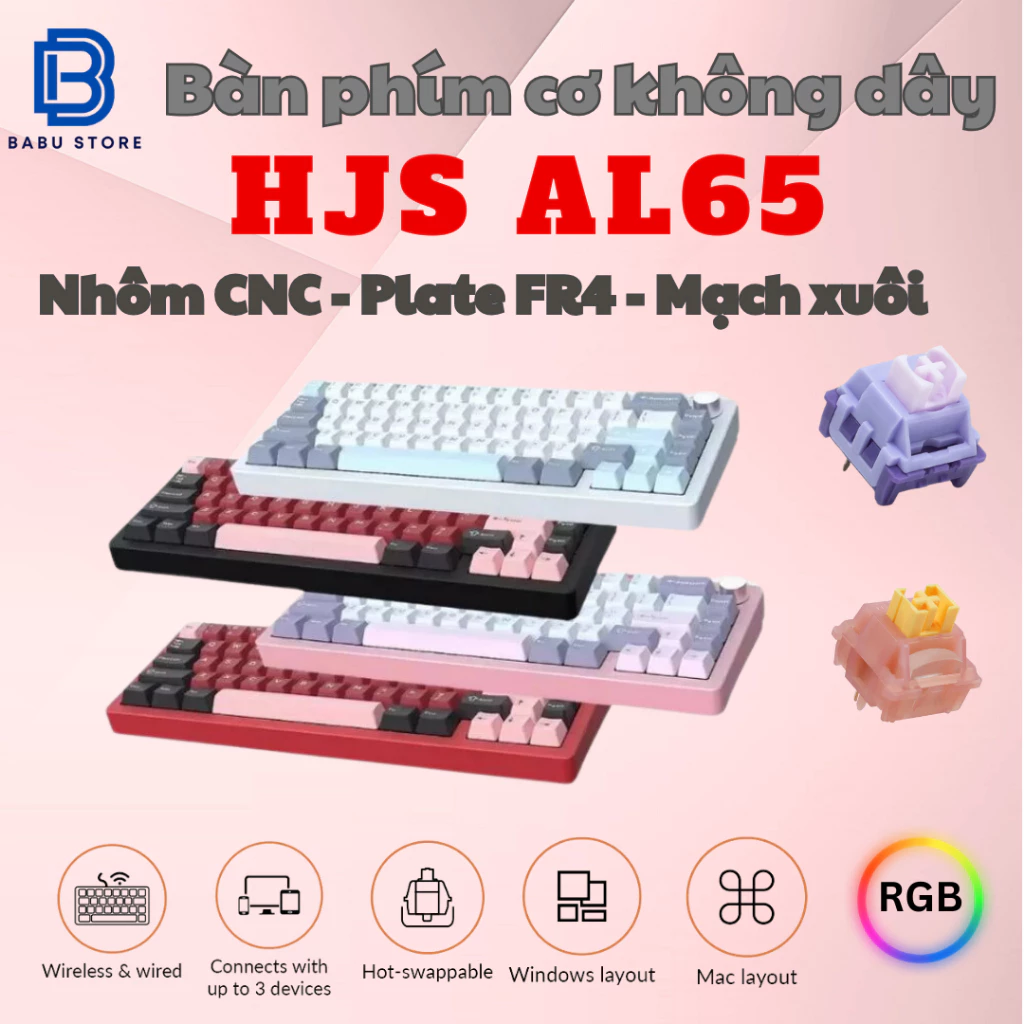 BABU STORE
Bàn phím cơ không dây
HJS AL65
Nhôm CNC - Plate FR4 - Mạch xuôi
Wireless & wired
Connects with
up to 3 devices
Hot-swappable
Windows layout
Mac layout
RGB